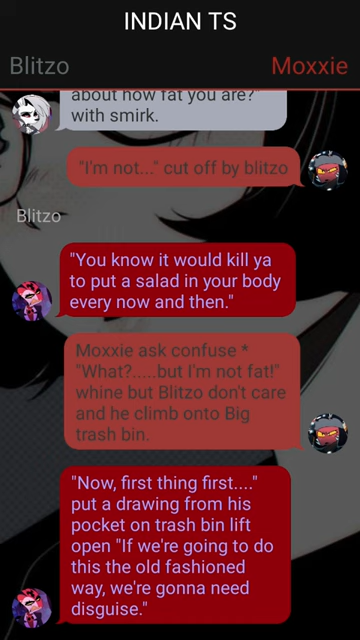 INDIAN TS
Blitzo Moxxie
about how fat you are?"
with smirk.
"I'm not..." cut off by blitzo
Blitzo
"You know it would kill ya
to put a salad in your body
every now and then."
Moxxie ask confuse *
"What?.....but I'm not fat!"
whine but Blitzo don't care
and he climb onto Big
trash bin.
"Now, first thing first...."
put a drawing from his
pocket on trash bin lift
open "If we're going to do
this the old fashioned
way, we're gonna need
disguise."